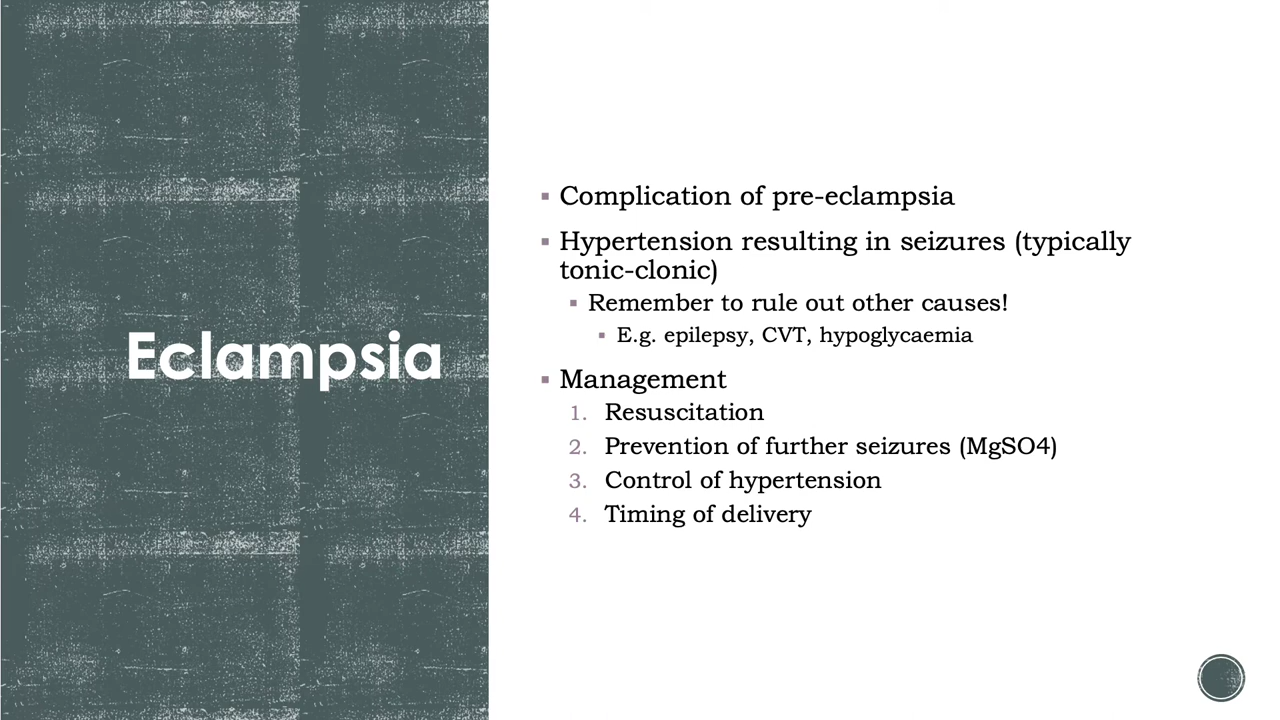 Eclampsia
▪ Complication of pre-eclampsia
▪ Hypertension resulting in seizures (typically
tonic-clonic)
▪ Remember to rule out other causes!
▪ E.g. epilepsy, CVT, hypoglycaemia
▪ Management
1. Resuscitation
2. Prevention of further seizures (MgSO4)
3. Control of hypertension
4. Timing of delivery